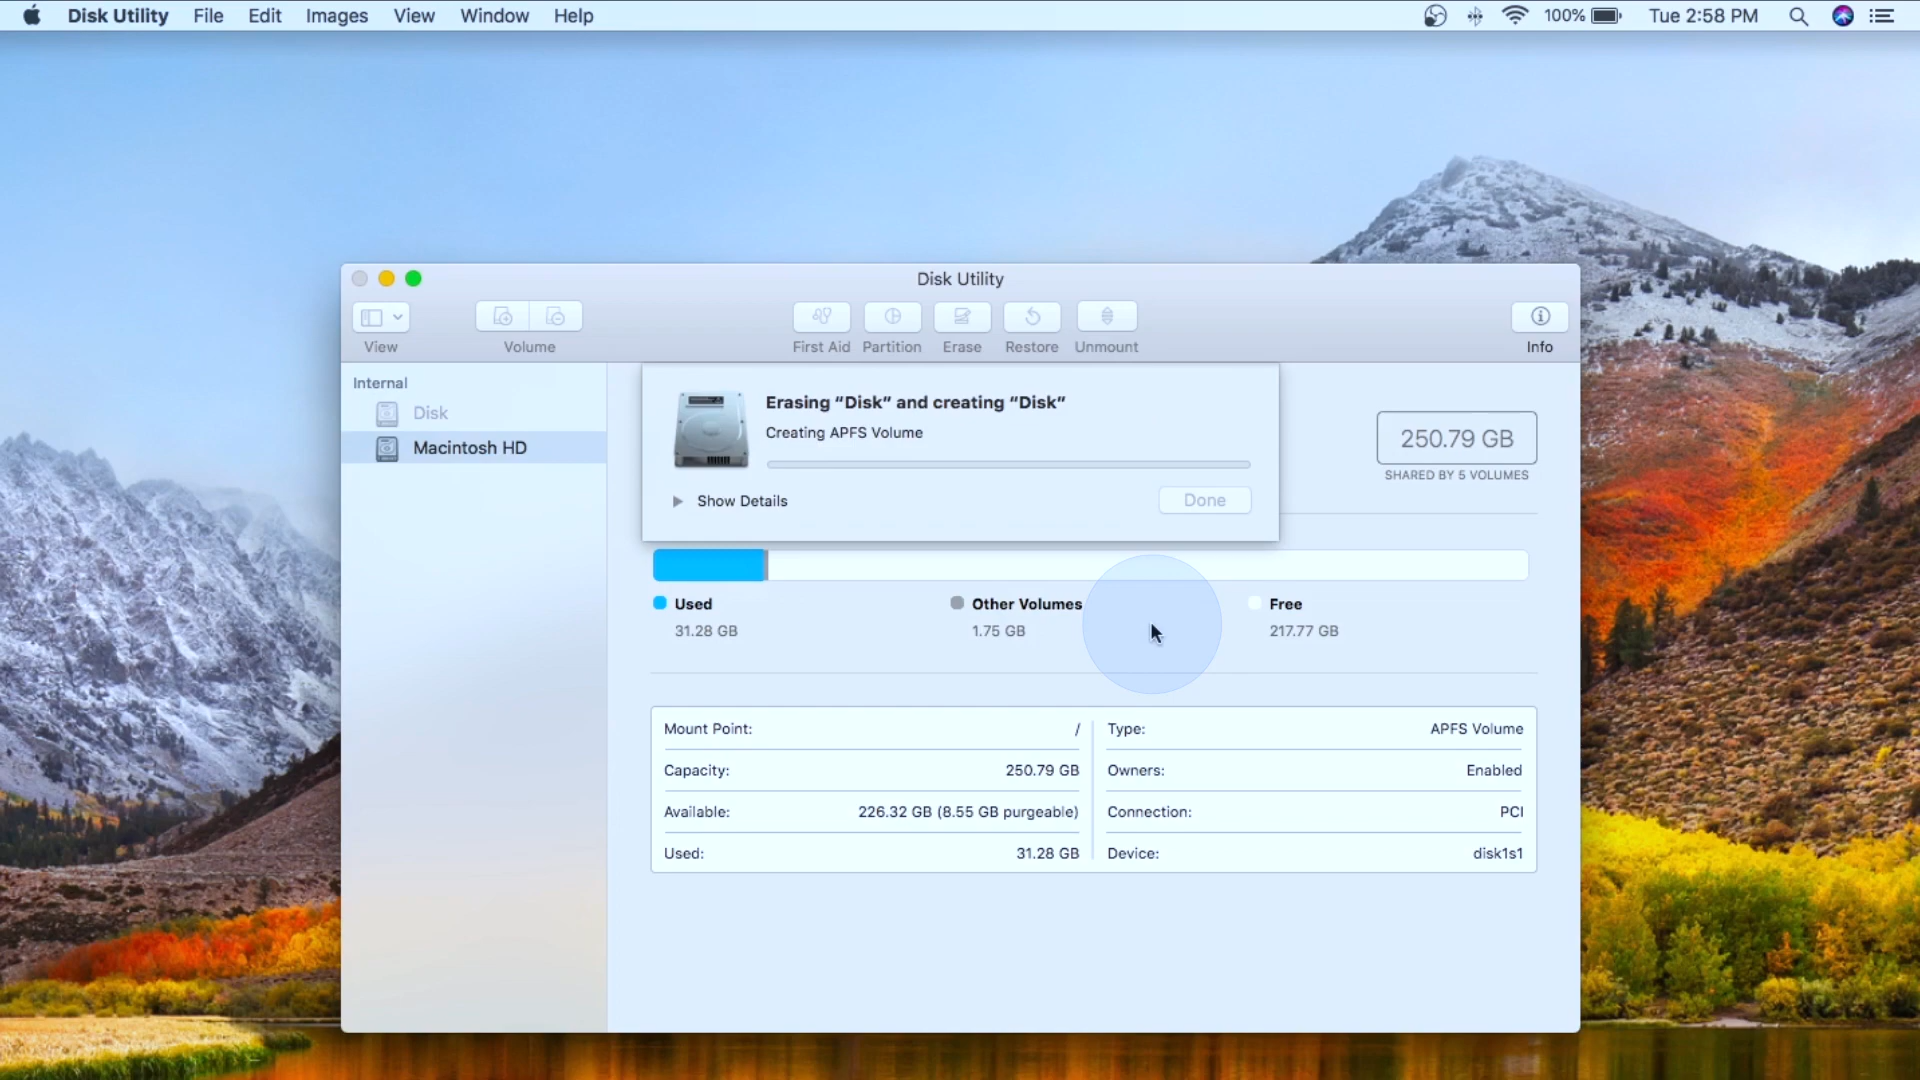 Disk Utility File Edit Images View Window Help 100% Tue 2:58 PM
Disk Utility
View Volume First Aid Partition Erase Restore Unmount Info
Internal
Disk
Macintosh HD
Erasing “Disk” and creating “Disk”
Creating APFS Volume
Show Details Done
250.79 GB
SHARED BY 5 VOLUMES
Used Other Volumes Free
31.28 GB 1.75 GB 217.77 GB
Mount Point: / Type: APFS Volume
Capacity: 250.79 GB Owners: Enabled
Available: 226.32 GB (8.55 GB purgeable) Connection: PCI
Used: 31.28 GB Device: disk1s1